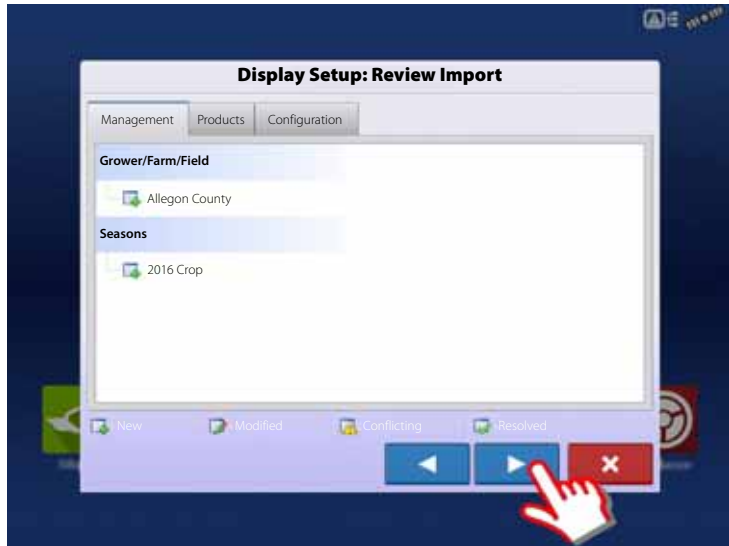 Display Setup: Review Import
Management Products Configuration
Grower/Farm/Field
Allegon County
Seasons
2016 Crop
New Modified Conflicting Resolved